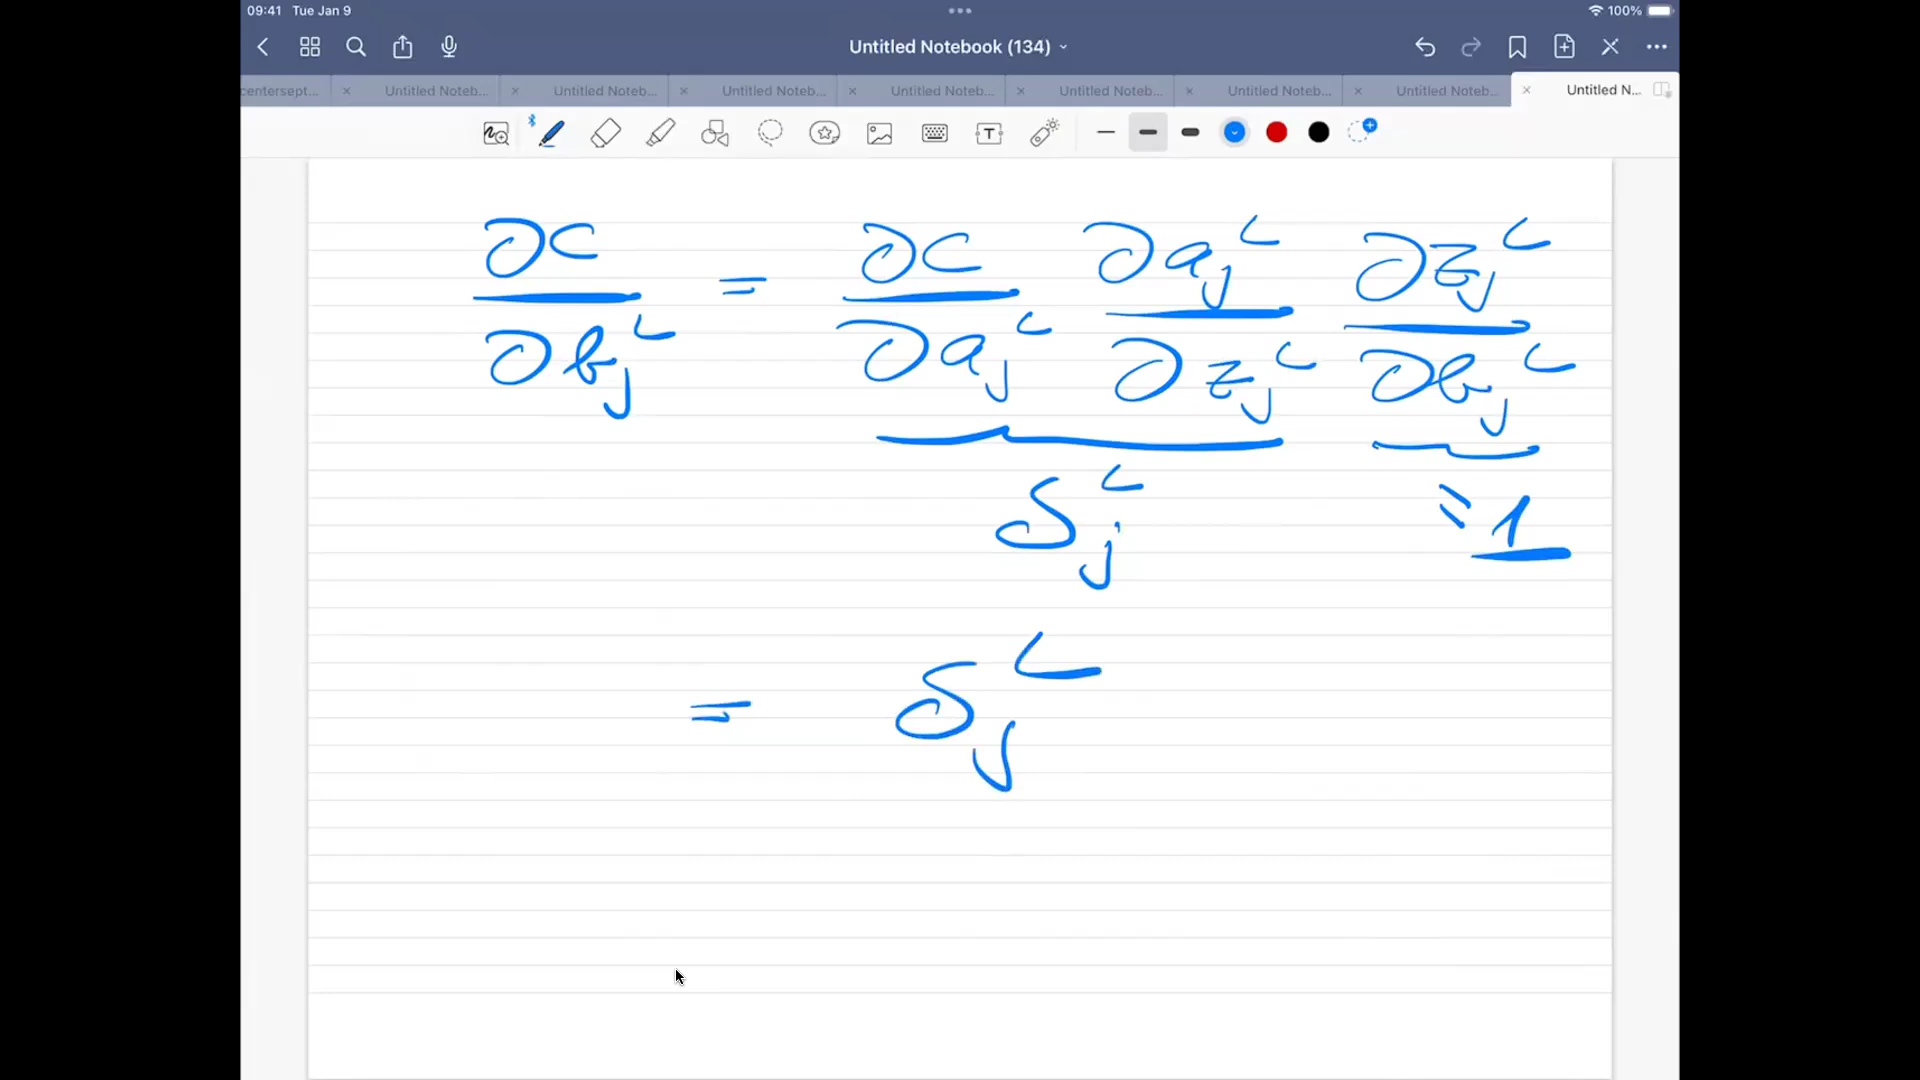 09:41 Tue Jan 9 100%
Untitled Notebook (134)
centersept... Untitled Noteb... Untitled Noteb... Untitled Noteb... Untitled Noteb... Untitled Noteb... Untitled Noteb... Untitled Noteb... Untitled N...
∂C/∂b_j^L = ∂C/∂a_j^L ∂a_j^L/∂z_j^L ∂z_j^L/∂b_j^L
δ_j^L = 1
= δ_j^L